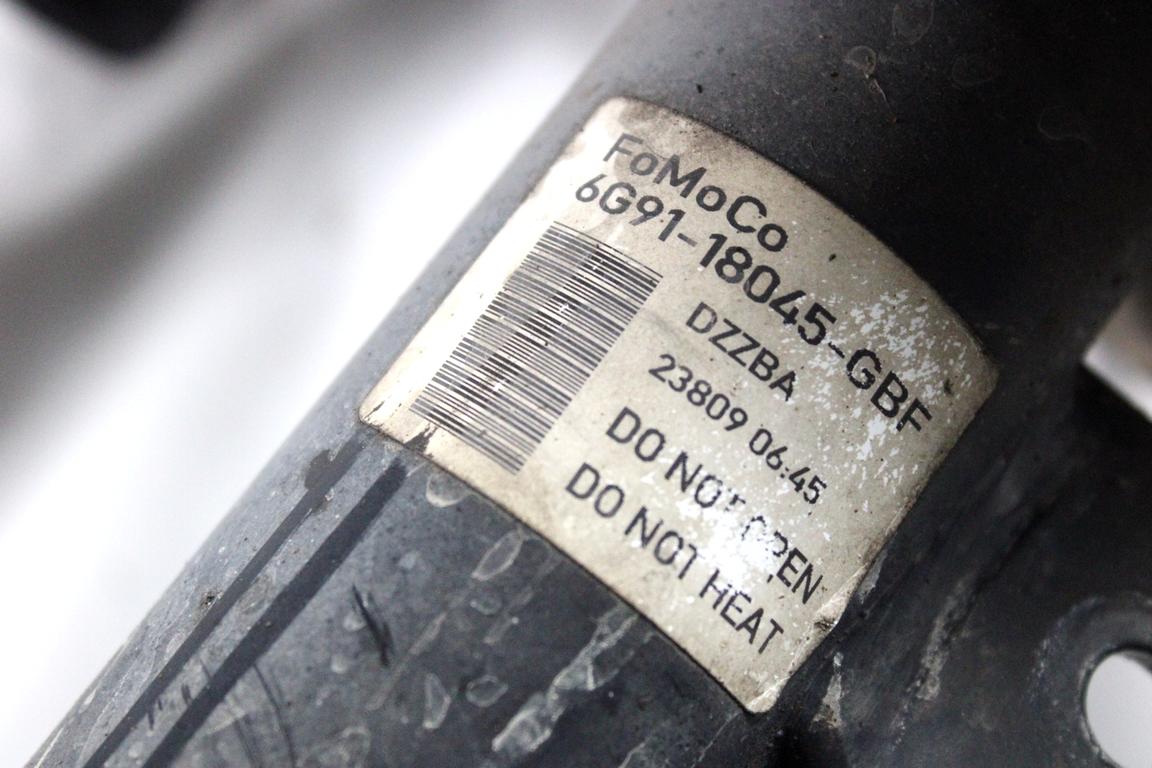 FoMoCo
6G91-18045-GBF
DZZBA
23809 06:45
DO NOT OPEN
DO NOT HEAT